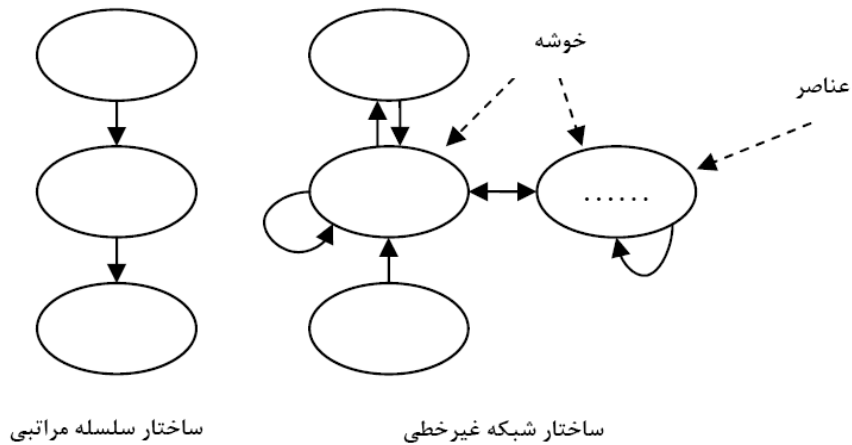 خوشه
عناصر
......
ساختار شبکه غیرخطی
ساختار سلسله مراتبی